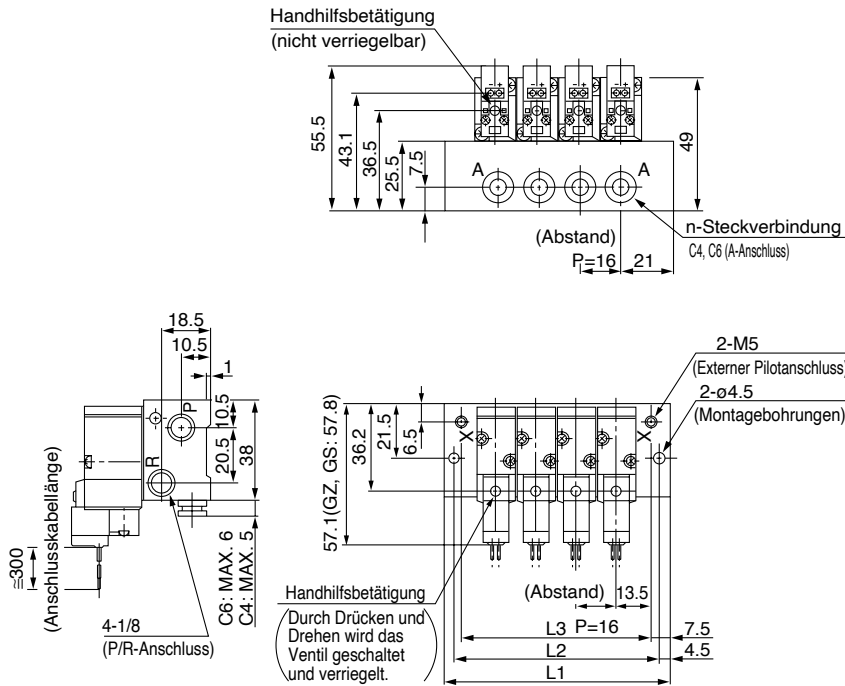 Handhilfsbetätigung
(nicht verriegelbar)
55.5
43.1
36.5
25.5
7.5
49
- +
- +
- +
- +
A
A
n-Steckverbindung
C4, C6 (A-Anschluss)
(Abstand)
P=16
21
18.5
10.5
1
P
R
10.5
20.5
38
≅300
(Anschlusskabellänge)
C6: MAX. 6
C4: MAX. 5
4-1/8
(P/R-Anschluss)
2-M5
(Externer Pilotanschluss)
2-ø4.5
(Montagebohrungen)
X
X
57.1(GZ, GS: 57.8)
36.2
21.5
6.5
Handhilfsbetätigung
(Durch Drücken und
Drehen wird das
Ventil geschaltet
und verriegelt.)
(Abstand)
13.5
P=16
L3
7.5
L2
4.5
L1